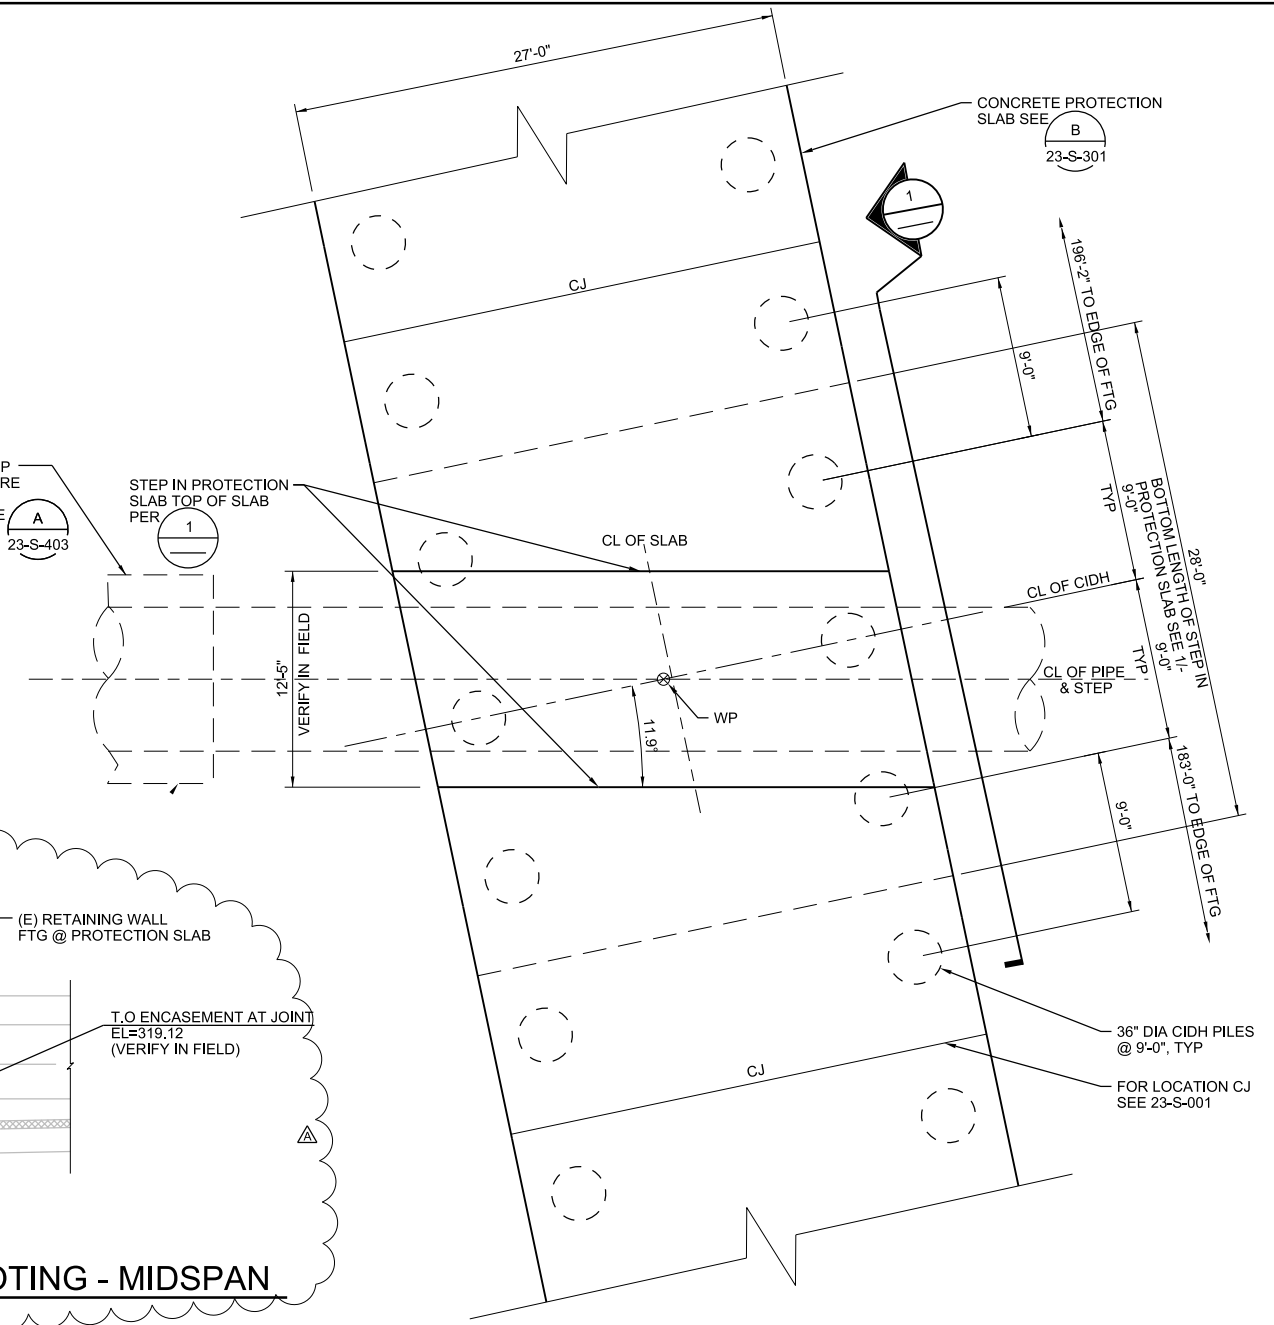 27'-0"
CONCRETE PROTECTION
SLAB SEE
B
23-S-301
1
CJ
196'-2" TO EDGE OF FTG
9'-0"
P
RE
E
A
23-S-403
STEP IN PROTECTION
SLAB TOP OF SLAB
PER
1
CL OF SLAB
9'-0"
TYP
28'-0"
BOTTOM LENGTH OF STEP IN
PROTECTION SLAB SEE 1/-
CL OF CIDH
9'-0"
TYP
12'-5"
VERIFY IN FIELD
CL OF PIPE
& STEP
WP
11.9°
183'-0" TO EDGE OF FTG
9'-0"
(E) RETAINING WALL
FTG @ PROTECTION SLAB
T.O ENCASEMENT AT JOINT
EL=319.12
(VERIFY IN FIELD)
36" DIA CIDH PILES
@ 9'-0", TYP
CJ
FOR LOCATION CJ
SEE 23-S-001
A
OTING - MIDSPAN